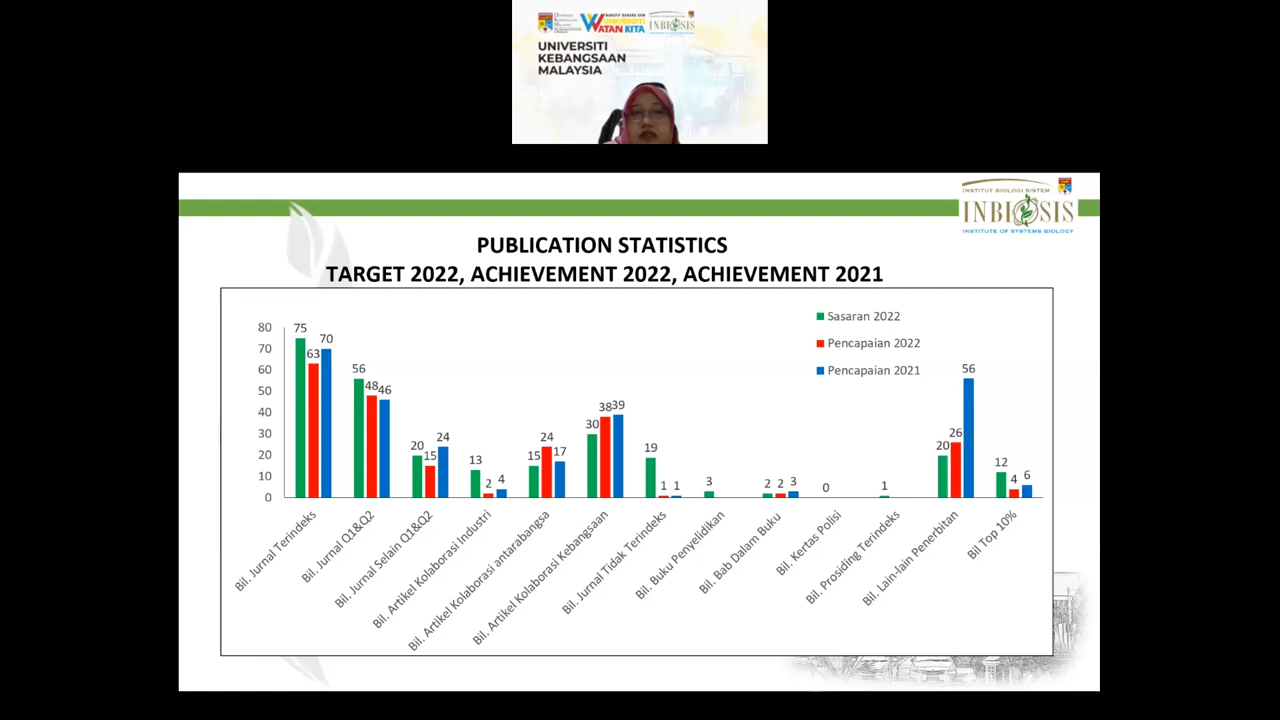 WATAN KITA
INBIOSIS
UNIVERSITI
KEBANGSAAN
MALAYSIA
INSTITUT BIOLOGI SISTEM
INBIOSIS
INSTITUTE OF SYSTEMS BIOLOGY
PUBLICATION STATISTICS
TARGET 2022, ACHIEVEMENT 2022, ACHIEVEMENT 2021
Sasaran 2022
Pencapaian 2022
Pencapaian 2021
80
70
60
50
40
30
20
10
0
75
63
70
56
48
46
20
15
24
13
2
4
15
24
17
30
38
39
19
1
1
3
2
2
3
0
1
20
26
56
12
4
6
Bil. Jurnal Terindeks
Bil. Jurnal Q1&Q2
Bil. Jurnal Selain Q1&Q2
Bil. Artikel Kolaborasi Industri
Bil. Artikel Kolaborasi antarabangsa
Bil. Artikel Kolaborasi Kebangsaan
Bil. Jurnal Tidak Terindeks
Bil. Buku Penyelidikan
Bil. Bab Dalam Buku
Bil. Kertas Polisi
Bil. Prosiding Terindeks
Bil. Lain-lain Penerbitan
Bil Top 10%